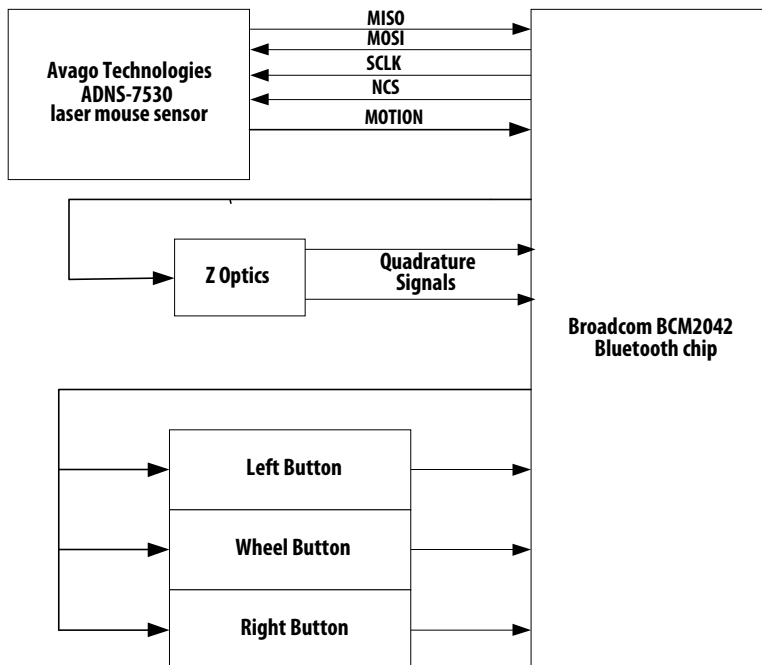 MISO
MOSI
SCLK
NCS
MOTION
Avago Technologies
ADNS-7530
laser mouse sensor
Z Optics
Quadrature
Signals
Broadcom BCM2042
Bluetooth chip
Left Button
Wheel Button
Right Button